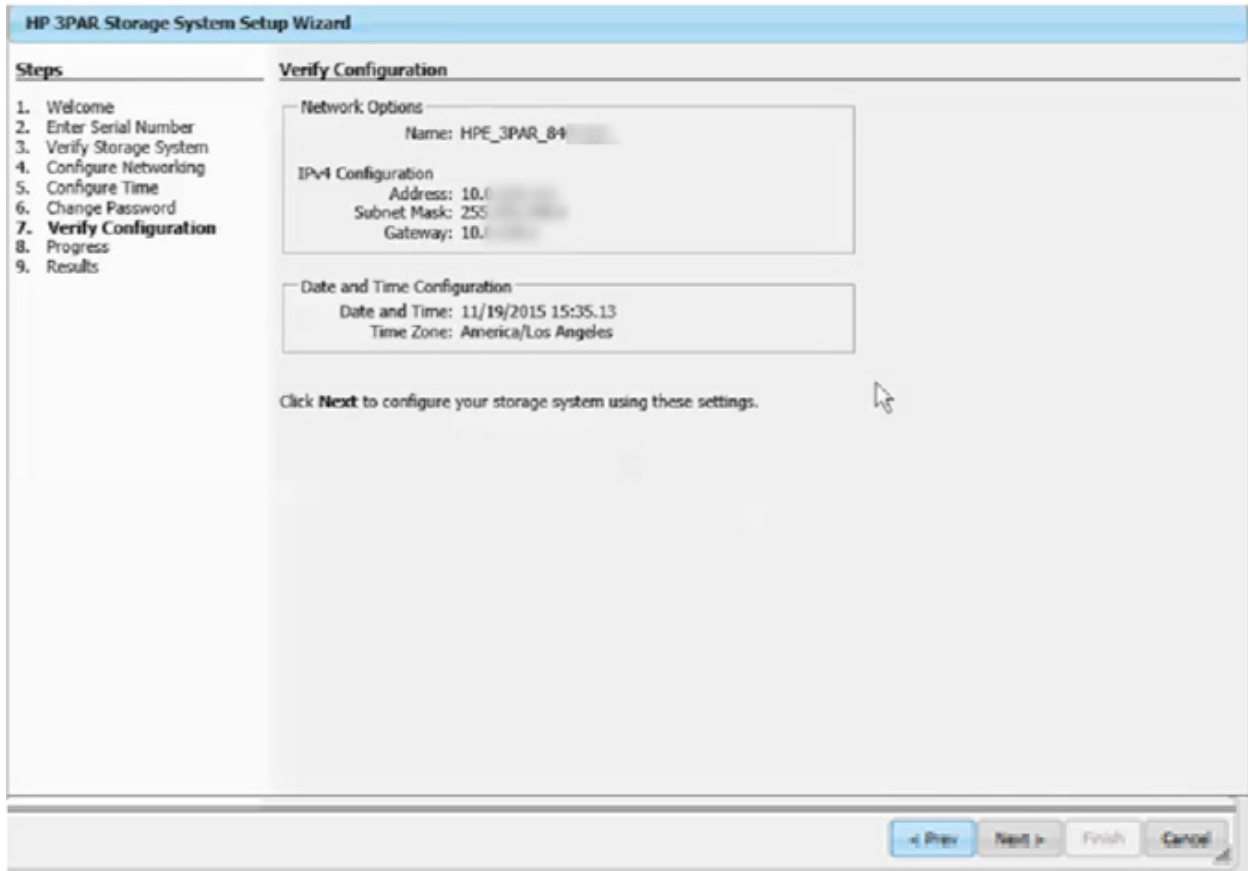 HP 3PAR Storage System Setup Wizard
Steps
1. Welcome
2. Enter Serial Number
3. Verify Storage System
4. Configure Networking
5. Configure Time
6. Change Password
7. Verify Configuration
8. Progress
9. Results
Verify Configuration
Network Options
Name: HPE_3PAR_84
IPv4 Configuration
Address: 10.
Subnet Mask: 255
Gateway: 10.
Date and Time Configuration
Date and Time: 11/19/2015 15:35.13
Time Zone: America/Los Angeles
Click Next to configure your storage system using these settings.
< Prev
Next >
Finish
Cancel